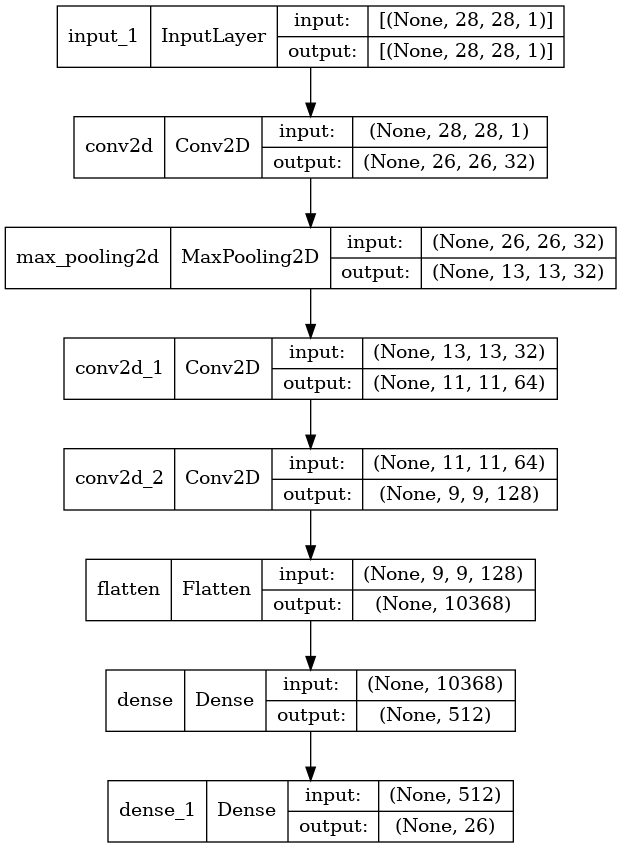 input_1 InputLayer input: [(None, 28, 28, 1)]
output: [(None, 28, 28, 1)]
conv2d Conv2D input: (None, 28, 28, 1)
output: (None, 26, 26, 32)
max_pooling2d MaxPooling2D input: (None, 26, 26, 32)
output: (None, 13, 13, 32)
conv2d_1 Conv2D input: (None, 13, 13, 32)
output: (None, 11, 11, 64)
conv2d_2 Conv2D input: (None, 11, 11, 64)
output: (None, 9, 9, 128)
flatten Flatten input: (None, 9, 9, 128)
output: (None, 10368)
dense Dense input: (None, 10368)
output: (None, 512)
dense_1 Dense input: (None, 512)
output: (None, 26)